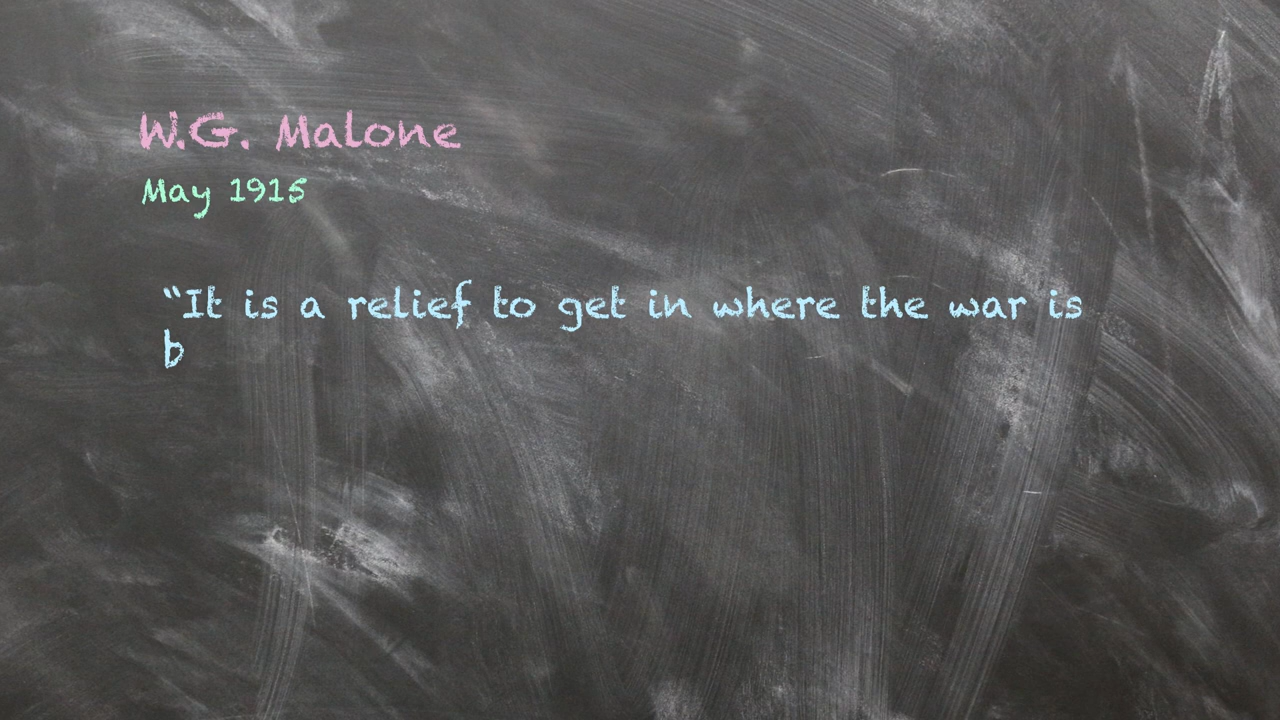 W.G. Malone
May 1915
“It is a relief to get in where the war is
b